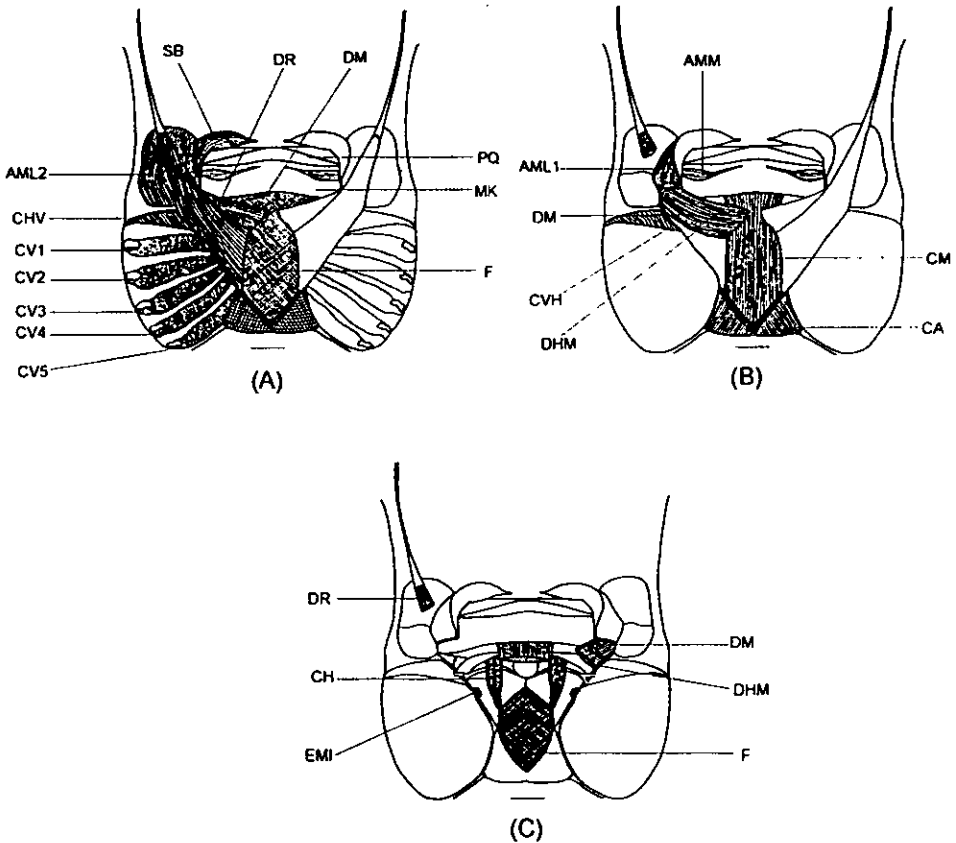 SB DR DM
AML2 PQ
MK
CHV
CV1
CV2 F
CV3
CV4
CV5
(A)
AMM
AML1
DM
CVH CM
DHM CA
(B)
DR
DM
CH DHM
EMI F
(C)